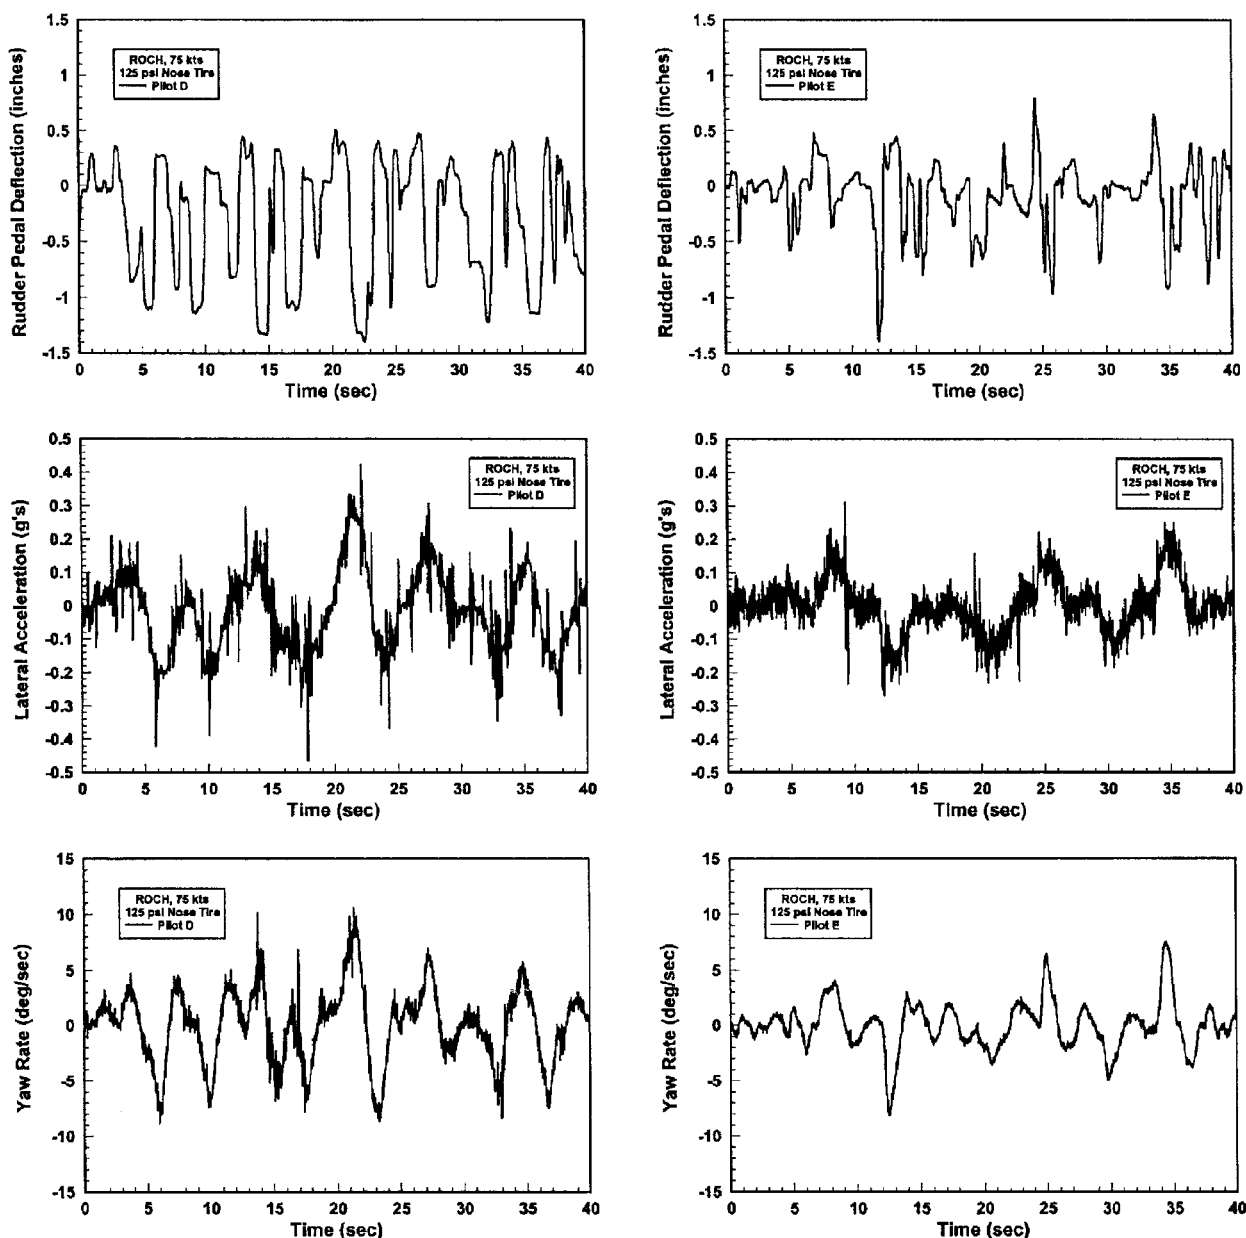 1.5
1
0.5
0
-0.5
-1
-1.5
Rudder Pedal Deflection (inches)
ROCH, 75 kts
125 psi Nose Tire
Pilot D
0 5 10 15 20 25 30 35 40
Time (sec)
1.5
1
0.5
0
-0.5
-1
-1.5
Rudder Pedal Deflection (inches)
ROCH, 75 kts
125 psi Nose Tire
Pilot E
0 5 10 15 20 25 30 35 40
Time (sec)
0.5
0.4
0.3
0.2
0.1
0
-0.1
-0.2
-0.3
-0.4
-0.5
Lateral Acceleration (g's)
ROCH, 75 kts
125 psi Nose Tire
Pilot D
0 5 10 15 20 25 30 35 40
Time (sec)
0.5
0.4
0.3
0.2
0.1
0
-0.1
-0.2
-0.3
-0.4
-0.5
Lateral Acceleration (g's)
ROCH, 75 kts
125 psi Nose Tire
Pilot E
0 5 10 15 20 25 30 35 40
Time (sec)
15
10
5
0
-5
-10
-15
Yaw Rate (deg/sec)
ROCH, 75 kts
125 psi Nose Tire
Pilot D
0 5 10 15 20 25 30 35 40
Time (sec)
15
10
5
0
-5
-10
-15
Yaw Rate (deg/sec)
ROCH, 75 kts
125 psi Nose Tire
Pilot E
0 5 10 15 20 25 30 35 40
Time (sec)